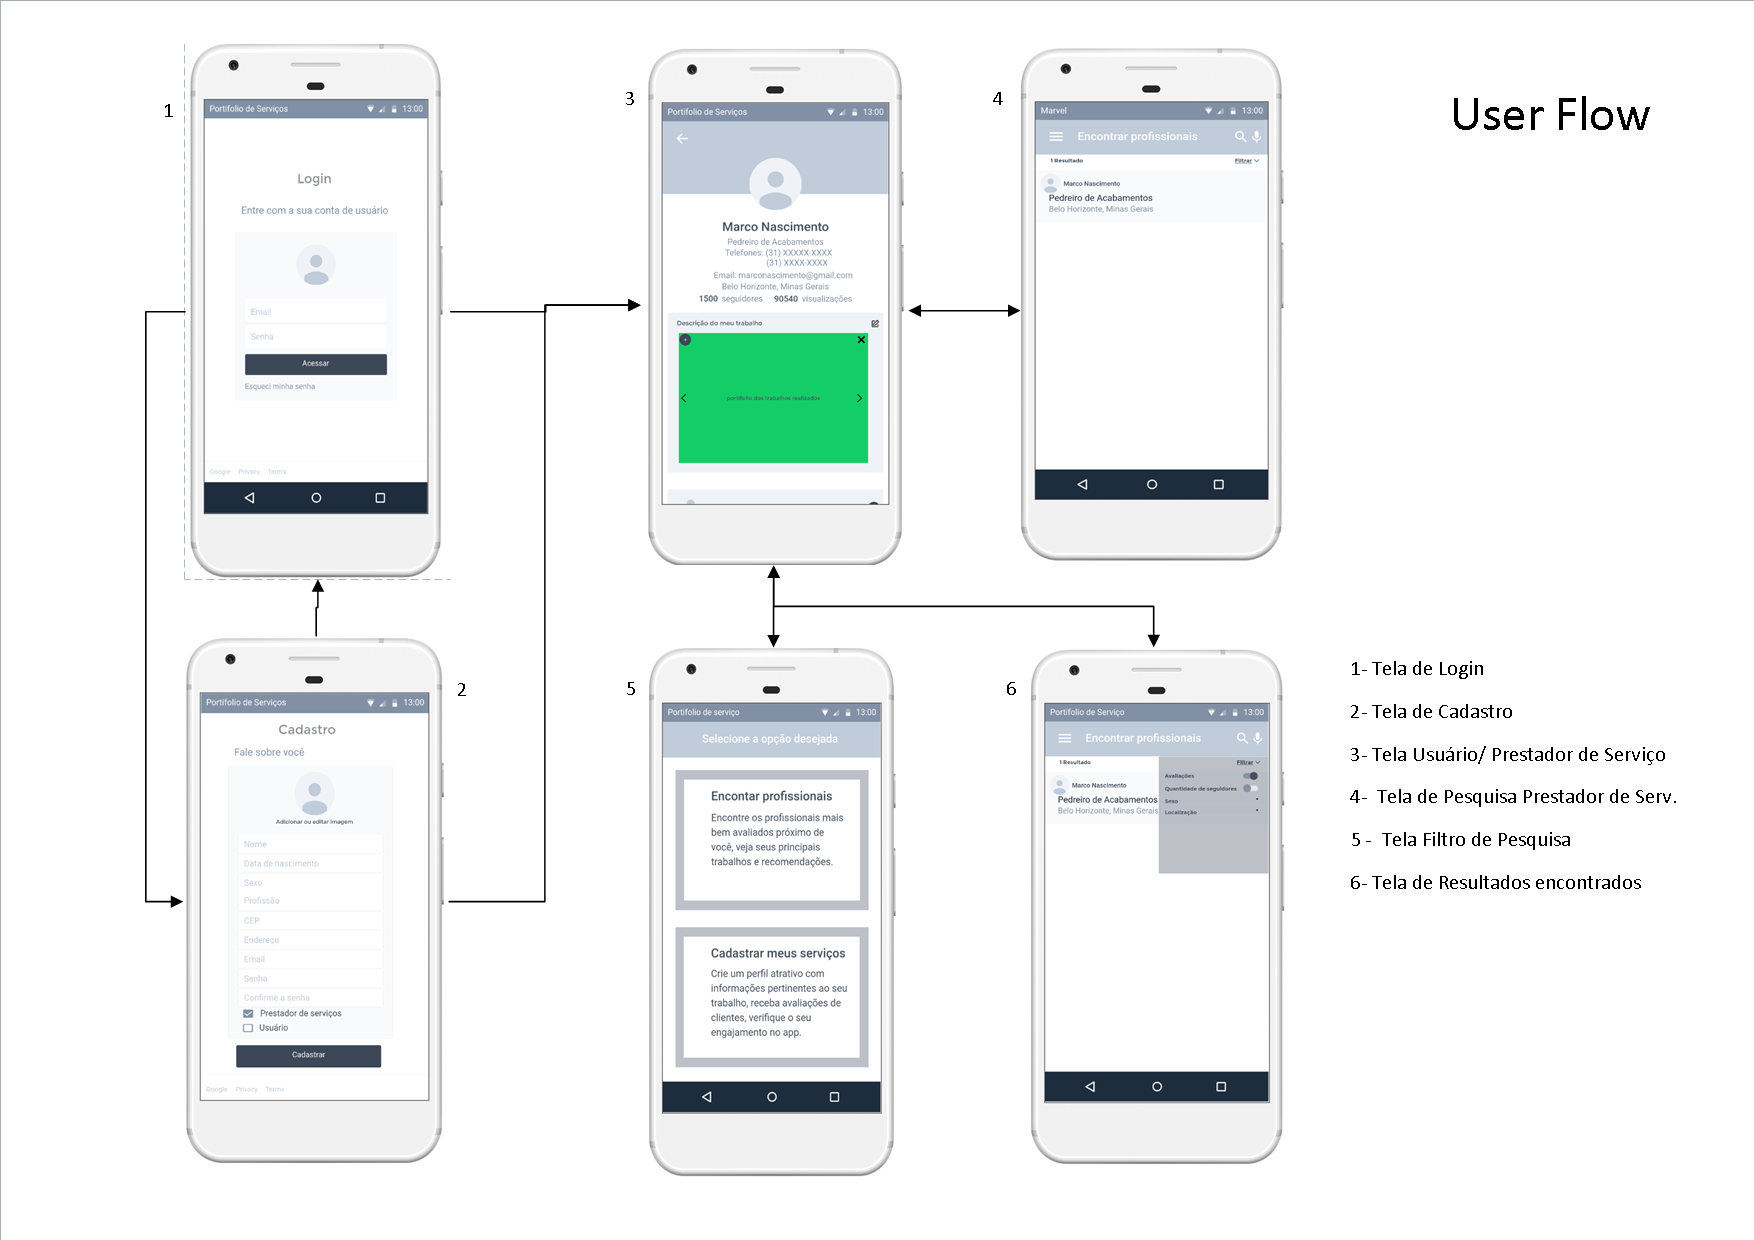 User Flow
1
Portifolio de Serviços 13:00
Login
Entre com a sua conta de usuário
Email
Senha
Acessar
Esqueci minha senha
Google Privacy Terms
3
Portifolio de Serviços 13:00
Marco Nascimento
Pedreiro de Acabamentos
Telefones: (31) XXXXX-XXXX
(31) XXXX-XXXX
Email: marconascimento@gmail.com
Belo Horizonte, Minas Gerais
1500 seguidores 90540 visualizações
Descrição do meu trabalho
portifolio dos trabalhos realizados
4
Marvel 13:00
Encontrar profissionais
1 Resultado Filtrar
Marco Nascimento
Pedreiro de Acabamentos
Belo Horizonte, Minas Gerais
2
Portifolio de Serviços 13:00
Cadastro
Fale sobre você
Adicionar ou editar imagem
Nome
Data de nascimento
Sexo
Profissão
CEP
Endereço
Email
Senha
Confirme a senha
Prestador de serviços
Usuário
Cadastrar
Google Privacy Terms
5
Portifolio de serviço 13:00
Selecione a opção desejada
Encontar profissionais
Encontre os profissionais mais
bem avaliados próximo de
você, veja seus principais
trabalhos e recomendações.
Cadastrar meus serviços
Crie um perfil atrativo com
informações pertinentes ao seu
trabalho, receba avaliações de
clientes, verifique o seu
engajamento no app.
6
Portifolio de Serviço 13:00
Encontrar profissionais
1 Resultado Filtrar
Marco Nascimento
Pedreiro de Acabamentos
Belo Horizonte, Minas Gerais
Avaliações
Quantidade de seguidores
Sexo
Localização
1- Tela de Login
2- Tela de Cadastro
3- Tela Usuário/ Prestador de Serviço
4- Tela de Pesquisa Prestador de Serv.
5 - Tela Filtro de Pesquisa
6- Tela de Resultados encontrados